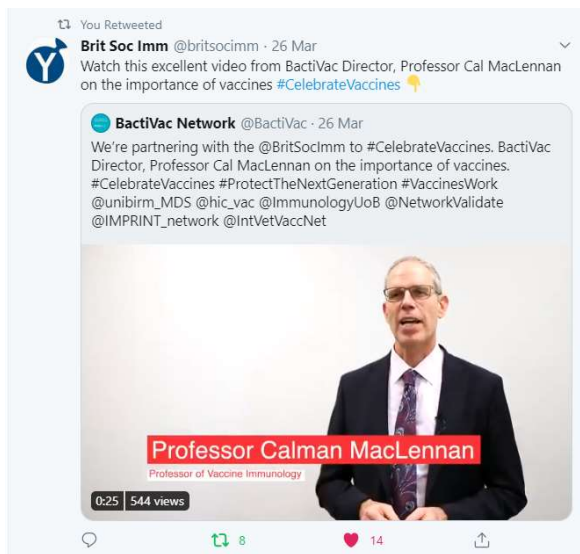 You Retweeted
Brit Soc Imm @britsocimm · 26 Mar
Watch this excellent video from BactiVac Director, Professor Cal MacLennan
on the importance of vaccines #CelebrateVaccines 👇
BactiVac Network @BactiVac · 26 Mar
We're partnering with the @BritSocImm to #CelebrateVaccines. BactiVac
Director, Professor Cal MacLennan on the importance of vaccines.
#CelebrateVaccines #ProtectTheNextGeneration #VaccinesWork
@unibirm_MDS @hic_vac @ImmunologyUoB @NetworkValidate
@IMPRINT_network @IntVetVaccNet
Professor Calman MacLennan
Professor of Vaccine Immunology
0:25 544 views
8 14